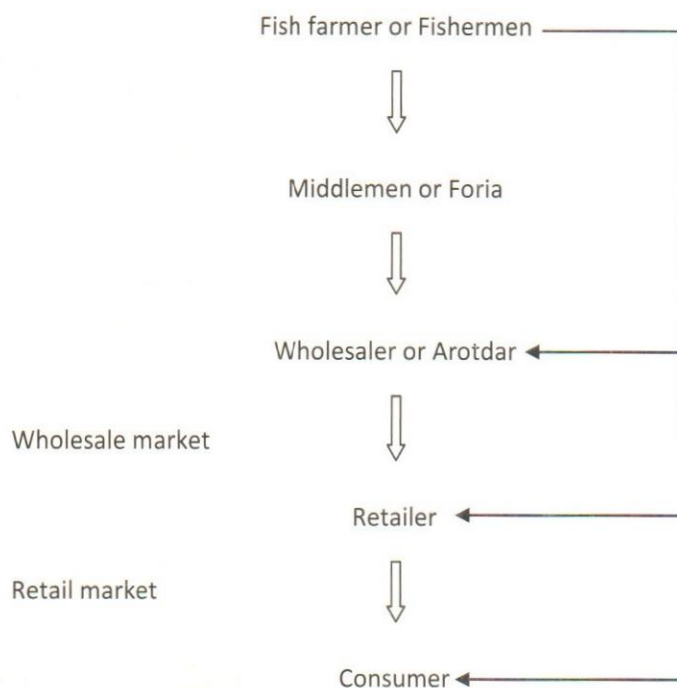 Fish farmer or Fishermen
Middlemen or Foria
Wholesaler or Arotdar
Wholesale market
Retailer
Retail market
Consumer